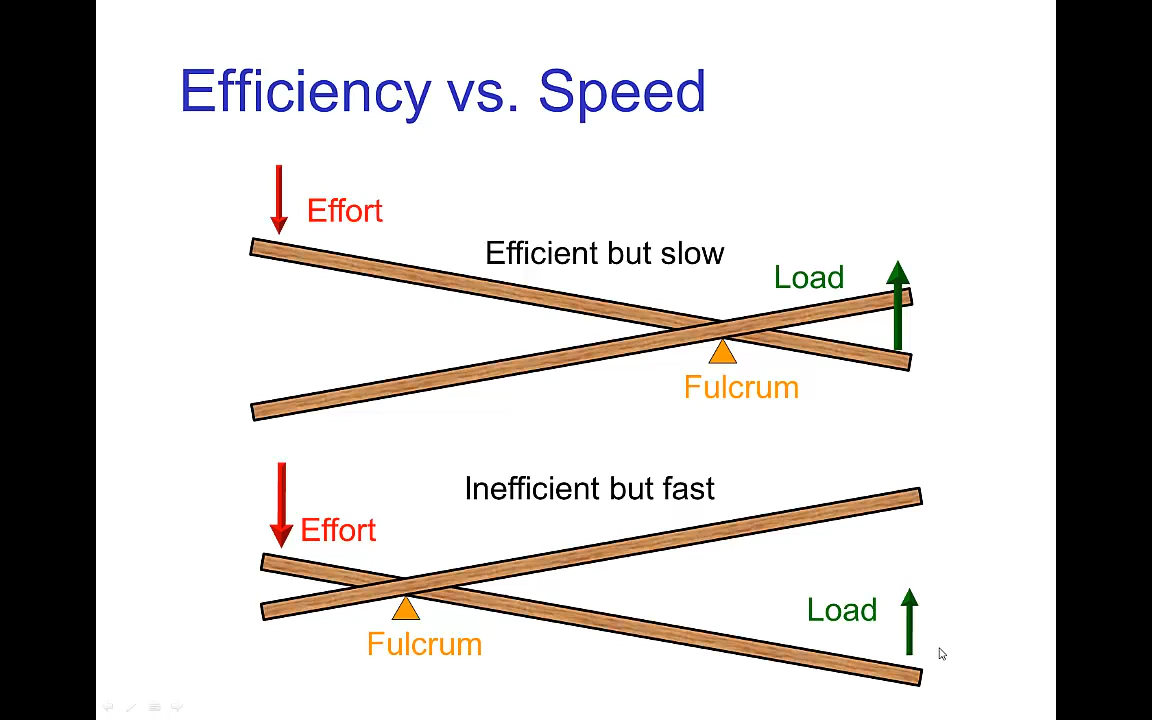 Efficiency vs. Speed
Effort
Efficient but slow
Load
Fulcrum
Inefficient but fast
Effort
Load
Fulcrum